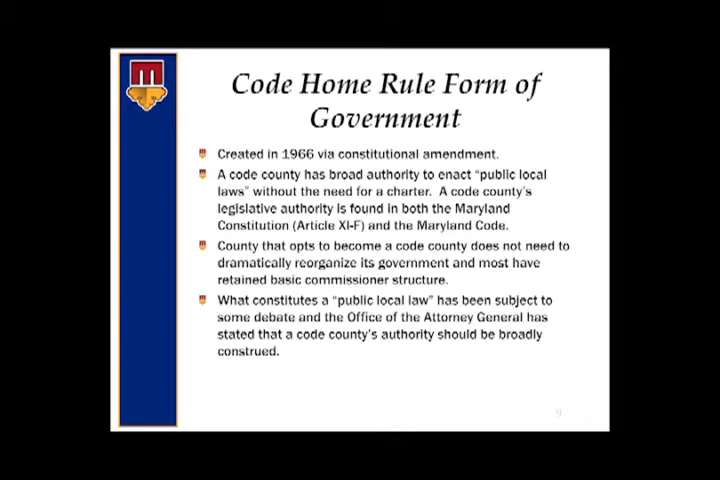 Code Home Rule Form of
Government
Created in 1966 via constitutional amendment.
A code county has broad authority to enact “public local
laws” without the need for a charter. A code county’s
legislative authority is found in both the Maryland
Constitution (Article XI-F) and the Maryland Code.
County that opts to become a code county does not need to
dramatically reorganize its government and most have
retained basic commissioner structure.
What constitutes a “public local law” has been subject to
some debate and the Office of the Attorney General has
stated that a code county’s authority should be broadly
construed.
9